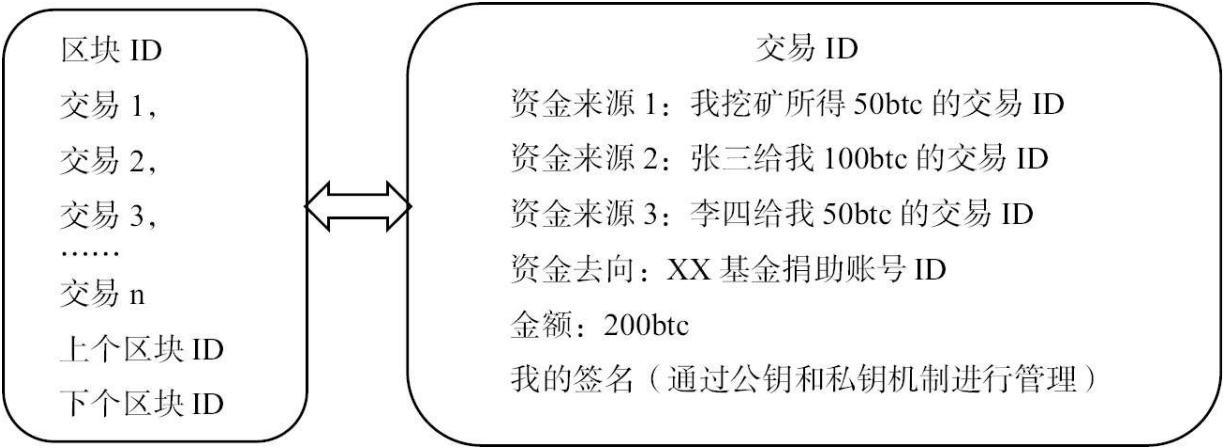 区块 ID
交易 1,
交易 2,
交易 3,
……
交易 n
上个区块 ID
下个区块 ID
交易 ID
资金来源 1：我挖矿所得 50btc 的交易 ID
资金来源 2：张三给我 100btc 的交易 ID
资金来源 3：李四给我 50btc 的交易 ID
资金去向：XX 基金捐助账号 ID
金额：200btc
我的签名（通过公钥和私钥机制进行管理）